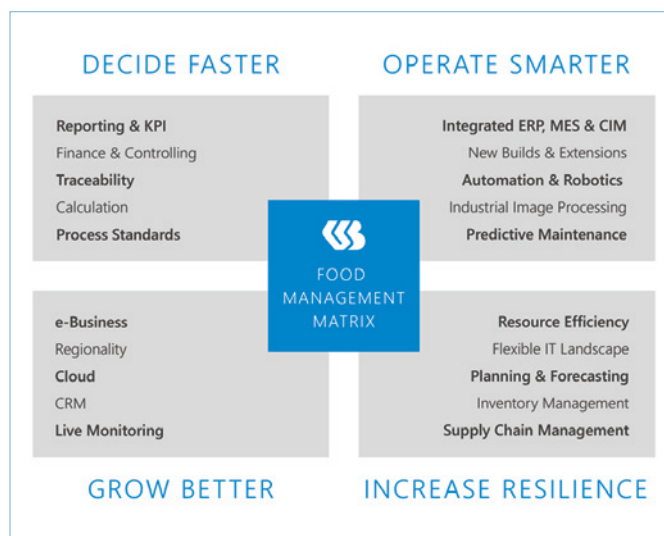 DECIDE FASTER
Reporting & KPI
Finance & Controlling
Traceability
Calculation
Process Standards
OPERATE SMARTER
Integrated ERP, MES & CIM
New Builds & Extensions
Automation & Robotics
Industrial Image Processing
Predictive Maintenance
FOOD
MANAGEMENT
MATRIX
e-Business
Regionality
Cloud
CRM
Live Monitoring
GROW BETTER
Resource Efficiency
Flexible IT Landscape
Planning & Forecasting
Inventory Management
Supply Chain Management
INCREASE RESILIENCE